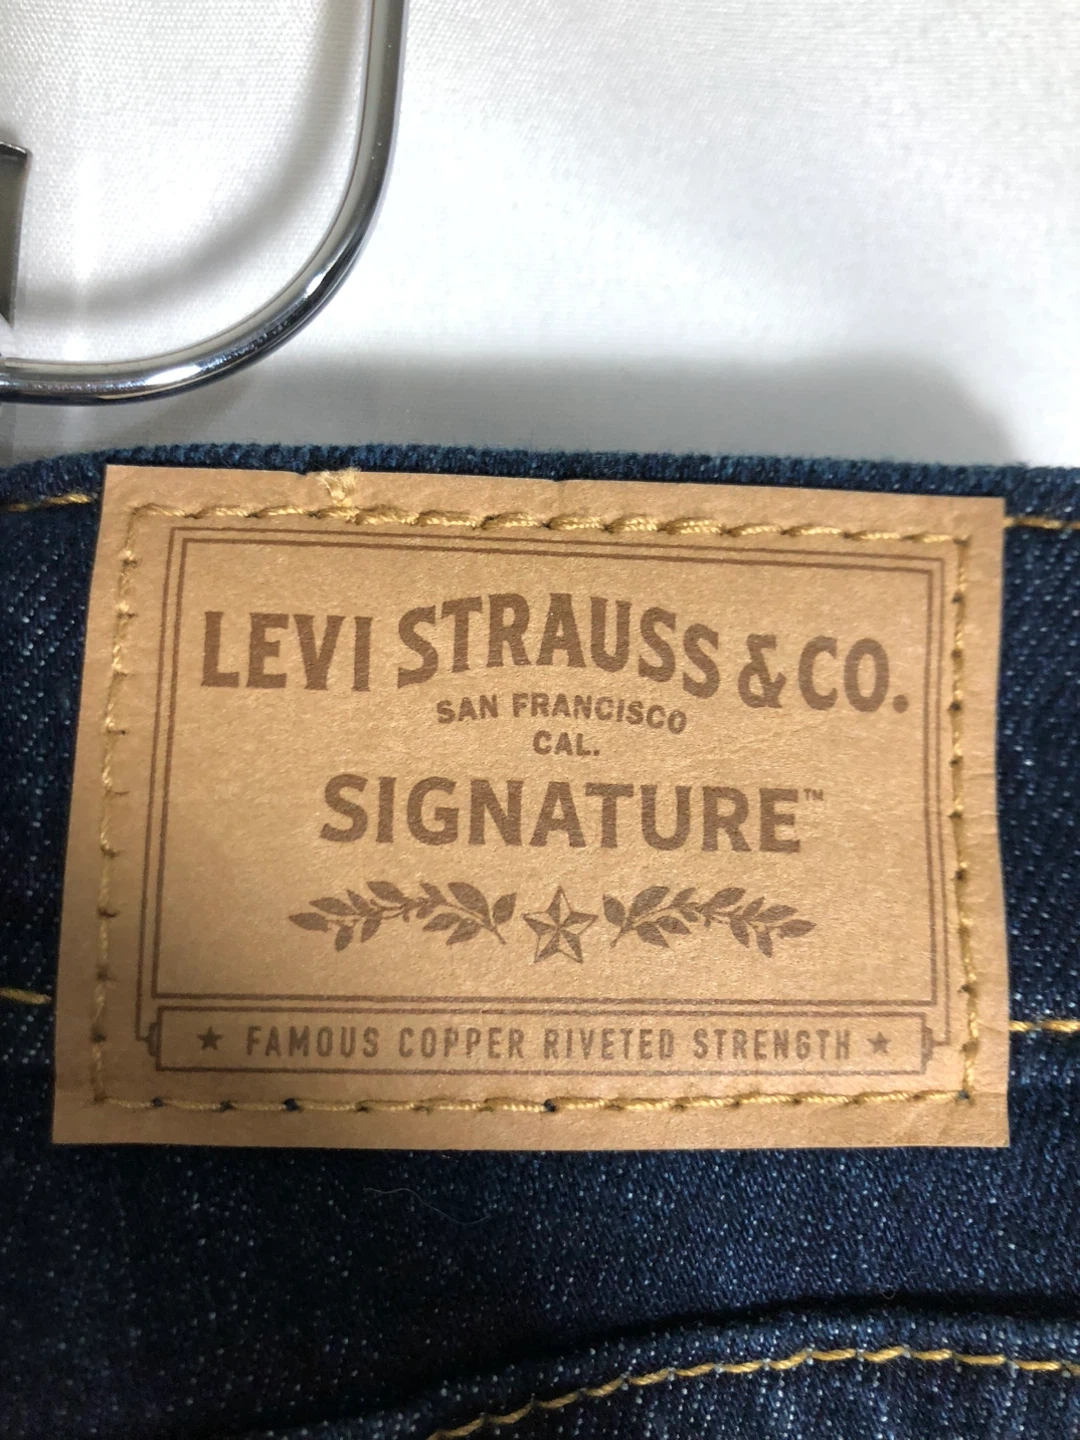 LEVI STRAUSS & CO.
SAN FRANCISCO
CAL.
SIGNATURE™
★ FAMOUS COPPER RIVETED STRENGTH ★